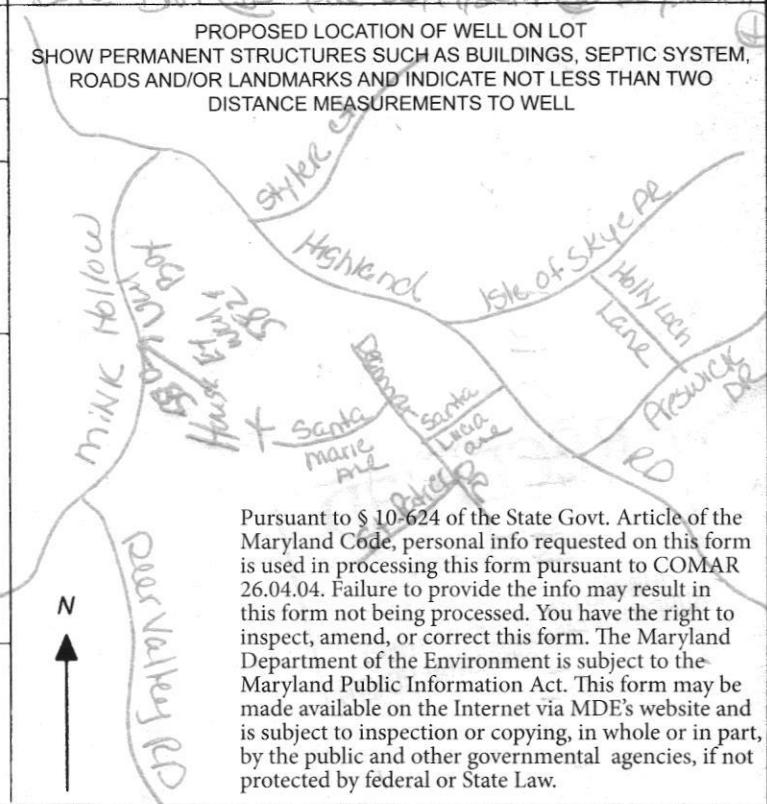 PROPOSED LOCATION OF WELL ON LOT
SHOW PERMANENT STRUCTURES SUCH AS BUILDINGS, SEPTIC SYSTEM,
ROADS AND/OR LANDMARKS AND INDICATE NOT LESS THAN TWO
DISTANCE MEASUREMENTS TO WELL
Styler Ct
Highland
Isle of Skye DR
Holly Loch
Lane
Preswick
DR
RD
Mink Hollow
House
Santa
Marie
Ave
Santa
Lucia
Ave
DR
Deer Valley RD
N
Pursuant to § 10-624 of the State Govt. Article of the
Maryland Code, personal info requested on this form
is used in processing this form pursuant to COMAR
26.04.04. Failure to provide the info may result in
this form not being processed. You have the right to
inspect, amend, or correct this form. The Maryland
Department of the Environment is subject to the
Maryland Public Information Act. This form may be
made available on the Internet via MDE's website and
is subject to inspection or copying, in whole or in part,
by the public and other governmental agencies, if not
protected by federal or State Law.